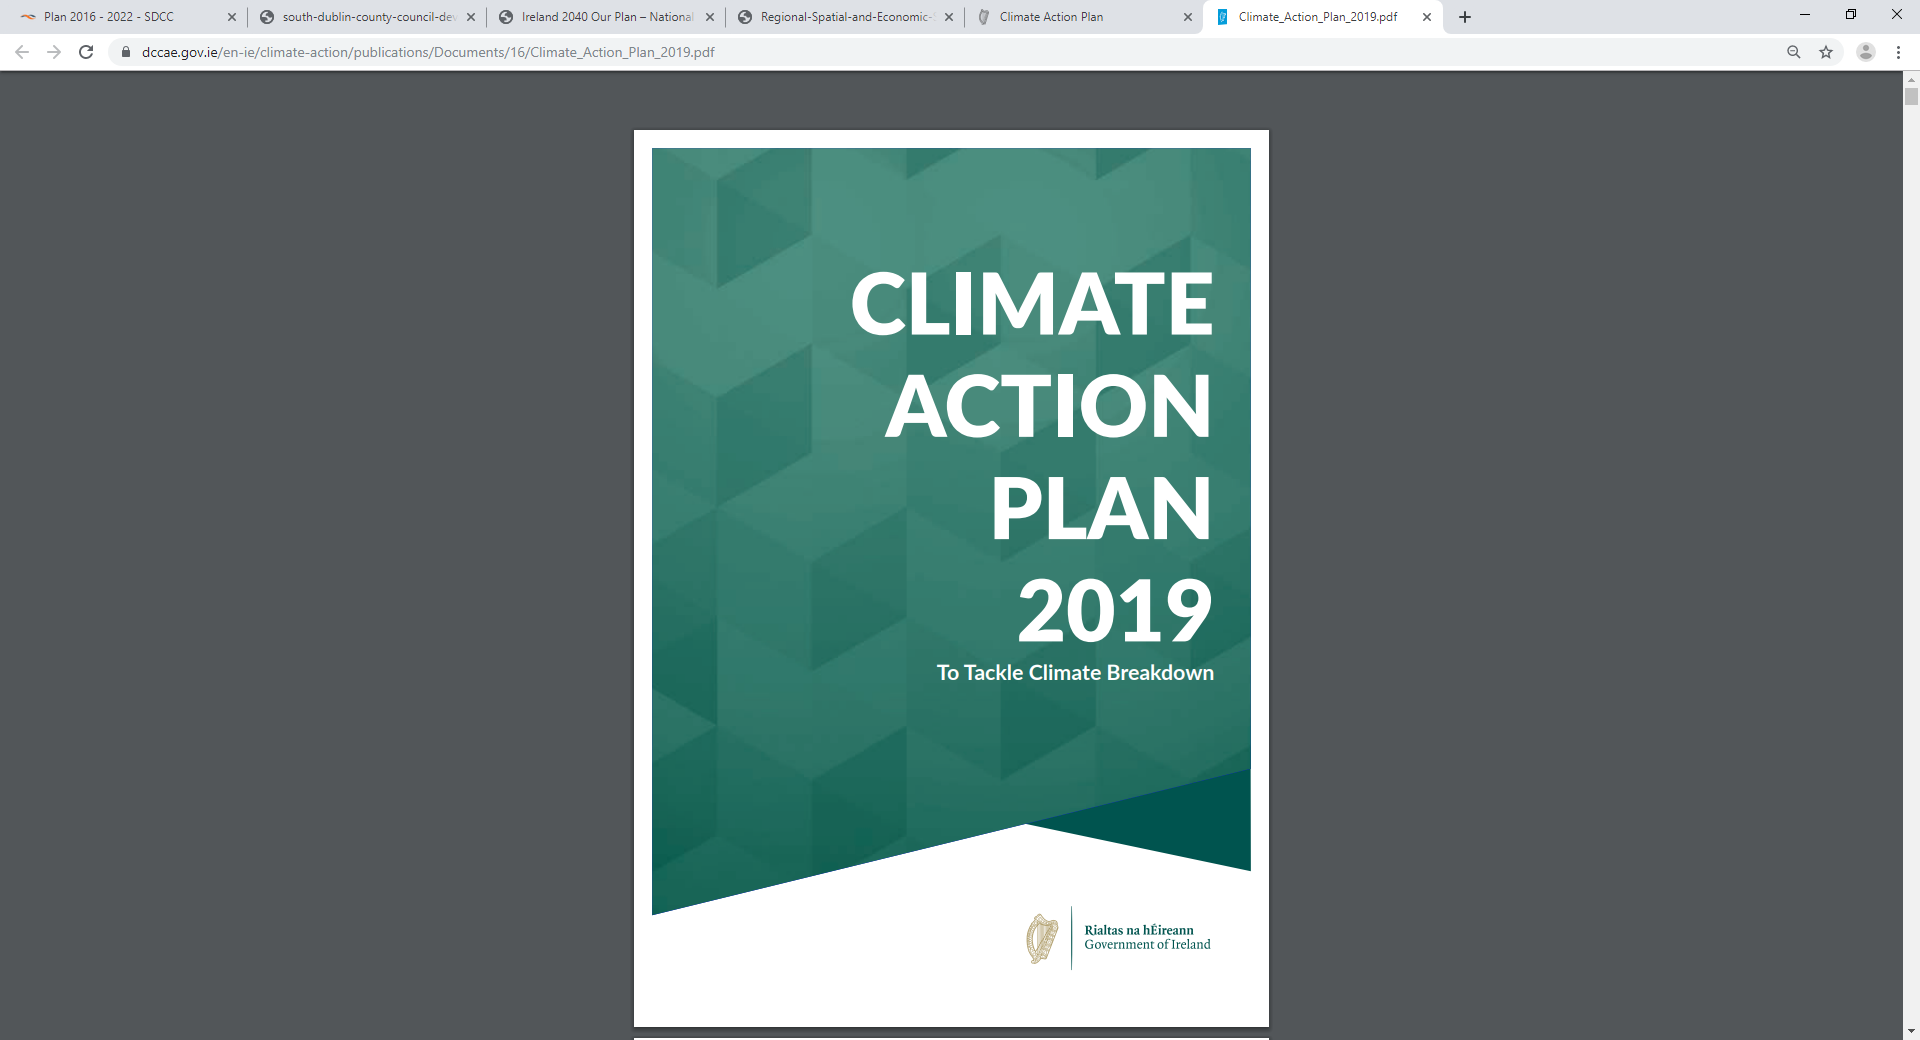 Plan 2016 - 2022 - SDCC
south-dublin-county-council-dev
Ireland 2040 Our Plan – National
Regional-Spatial-and-Economic-S
Climate Action Plan
Climate_Action_Plan_2019.pdf
dccae.gov.ie/en-ie/climate-action/publications/Documents/16/Climate_Action_Plan_2019.pdf
CLIMATE
ACTION
PLAN
2019
To Tackle Climate Breakdown
Rialtas na hÉireann
Government of Ireland